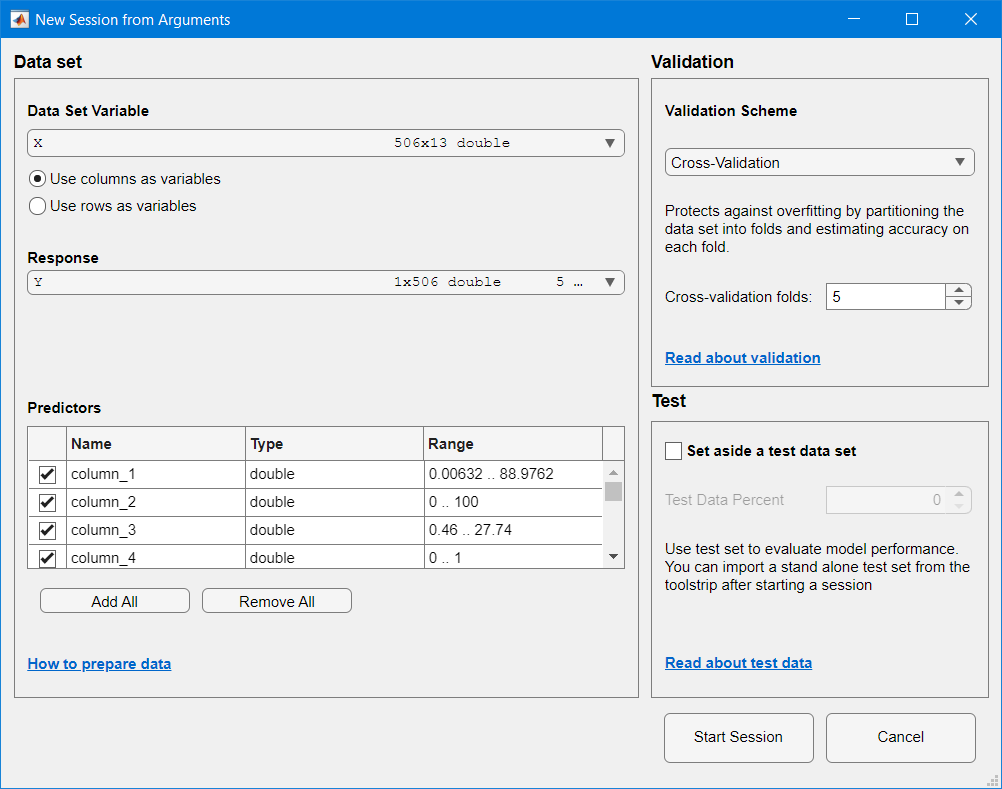 New Session from Arguments
Data set
Data Set Variable
X 506x13 double
Use columns as variables
Use rows as variables
Response
Y 1x506 double 5 ...
Predictors
Name Type Range
column_1 double 0.00632 .. 88.9762
column_2 double 0 .. 100
column_3 double 0.46 .. 27.74
column_4 double 0 .. 1
Add All Remove All
How to prepare data
Validation
Validation Scheme
Cross-Validation
Protects against overfitting by partitioning the
data set into folds and estimating accuracy on
each fold.
Cross-validation folds: 5
Read about validation
Test
Set aside a test data set
Test Data Percent 0
Use test set to evaluate model performance.
You can import a stand alone test set from the
toolstrip after starting a session
Read about test data
Start Session Cancel